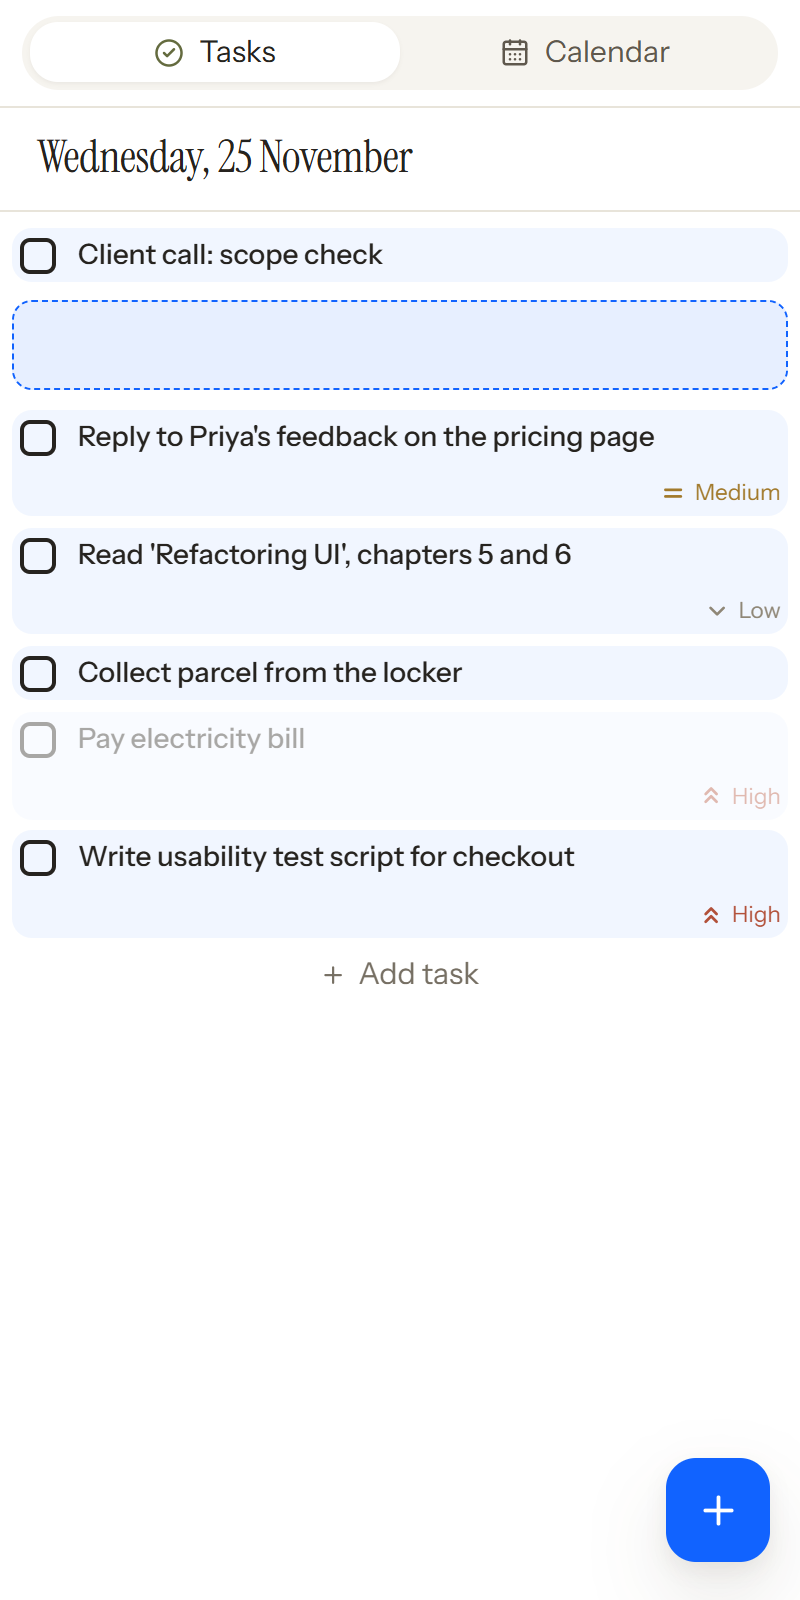 Tasks
Calendar
Wednesday, 25 November
Client call: scope check
Reply to Priya's feedback on the pricing page
Medium
Read 'Refactoring UI', chapters 5 and 6
Low
Collect parcel from the locker
Pay electricity bill
High
Write usability test script for checkout
High
+ Add task